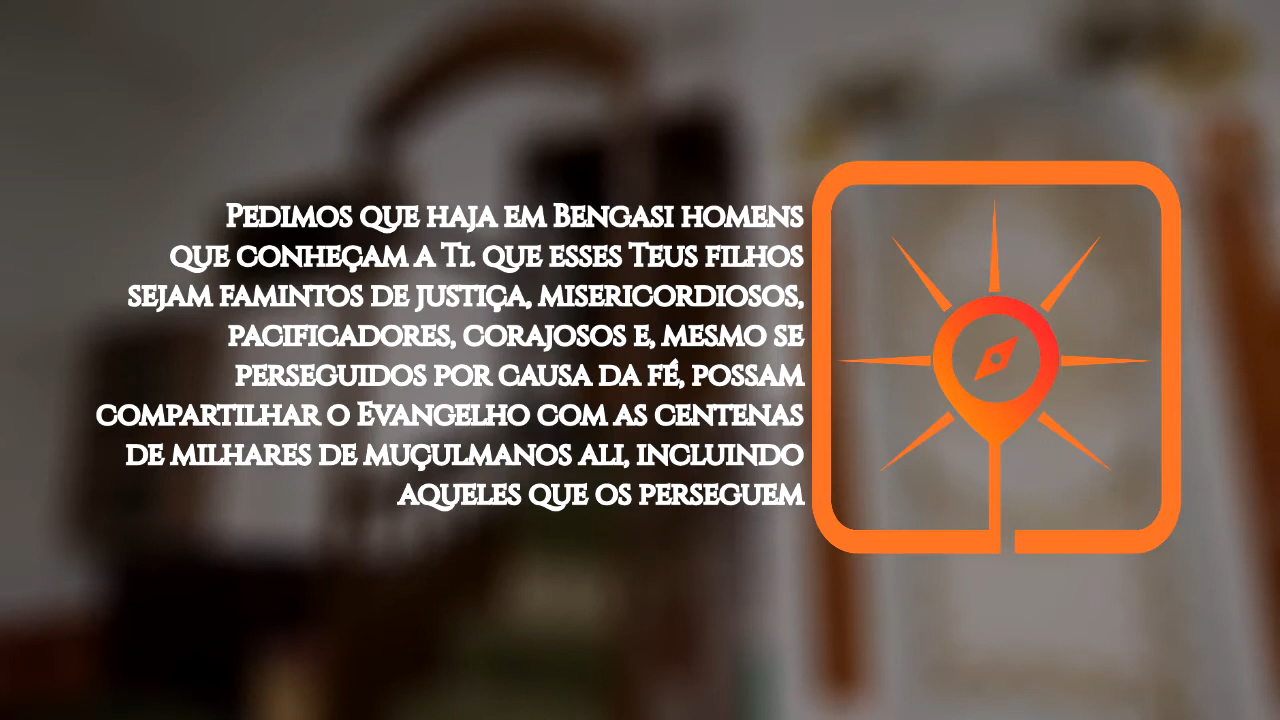 Pedimos que haja em Bengasi homens
que conheçam a Ti. Que esses Teus filhos
sejam famintos de justiça, misericordiosos,
pacificadores, corajosos e, mesmo se
perseguidos por causa da fé, possam
compartilhar o Evangelho com as centenas
de milhares de muçulmanos ali, incluindo
aqueles que os perseguem